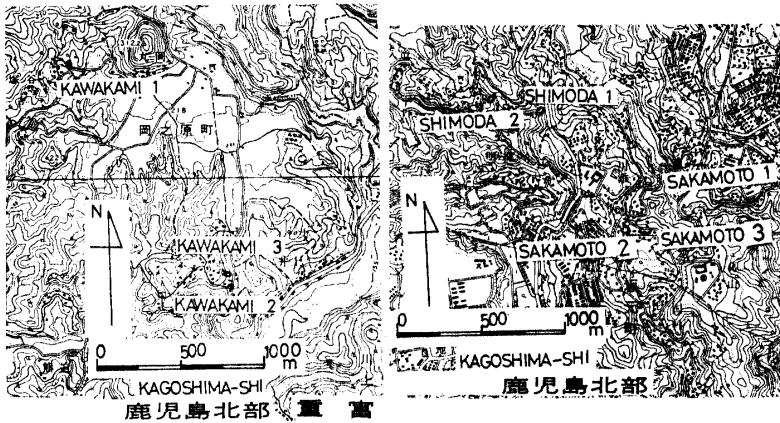 KAWAKAMI 1
岡之原町
N
KAWAKAMI 3
KAWAKAMI 2
0 500 1000
m
KAGOSHIMA-SHI
鹿児島北部 重富
SHIMODA 1
SHIMODA 2
SAKAMOTO 1
N
SAKAMOTO 3
SAKAMOTO 2
0 500 1000
m
KAGOSHIMA-SHI
鹿児島北部